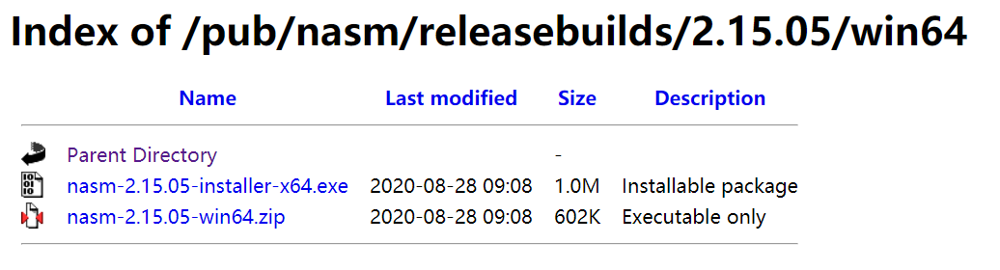 Index of /pub/nasm/releasebuilds/2.15.05/win64
Name Last modified Size Description
Parent Directory -
nasm-2.15.05-installer-x64.exe 2020-08-28 09:08 1.0M Installable package
nasm-2.15.05-win64.zip 2020-08-28 09:08 602K Executable only